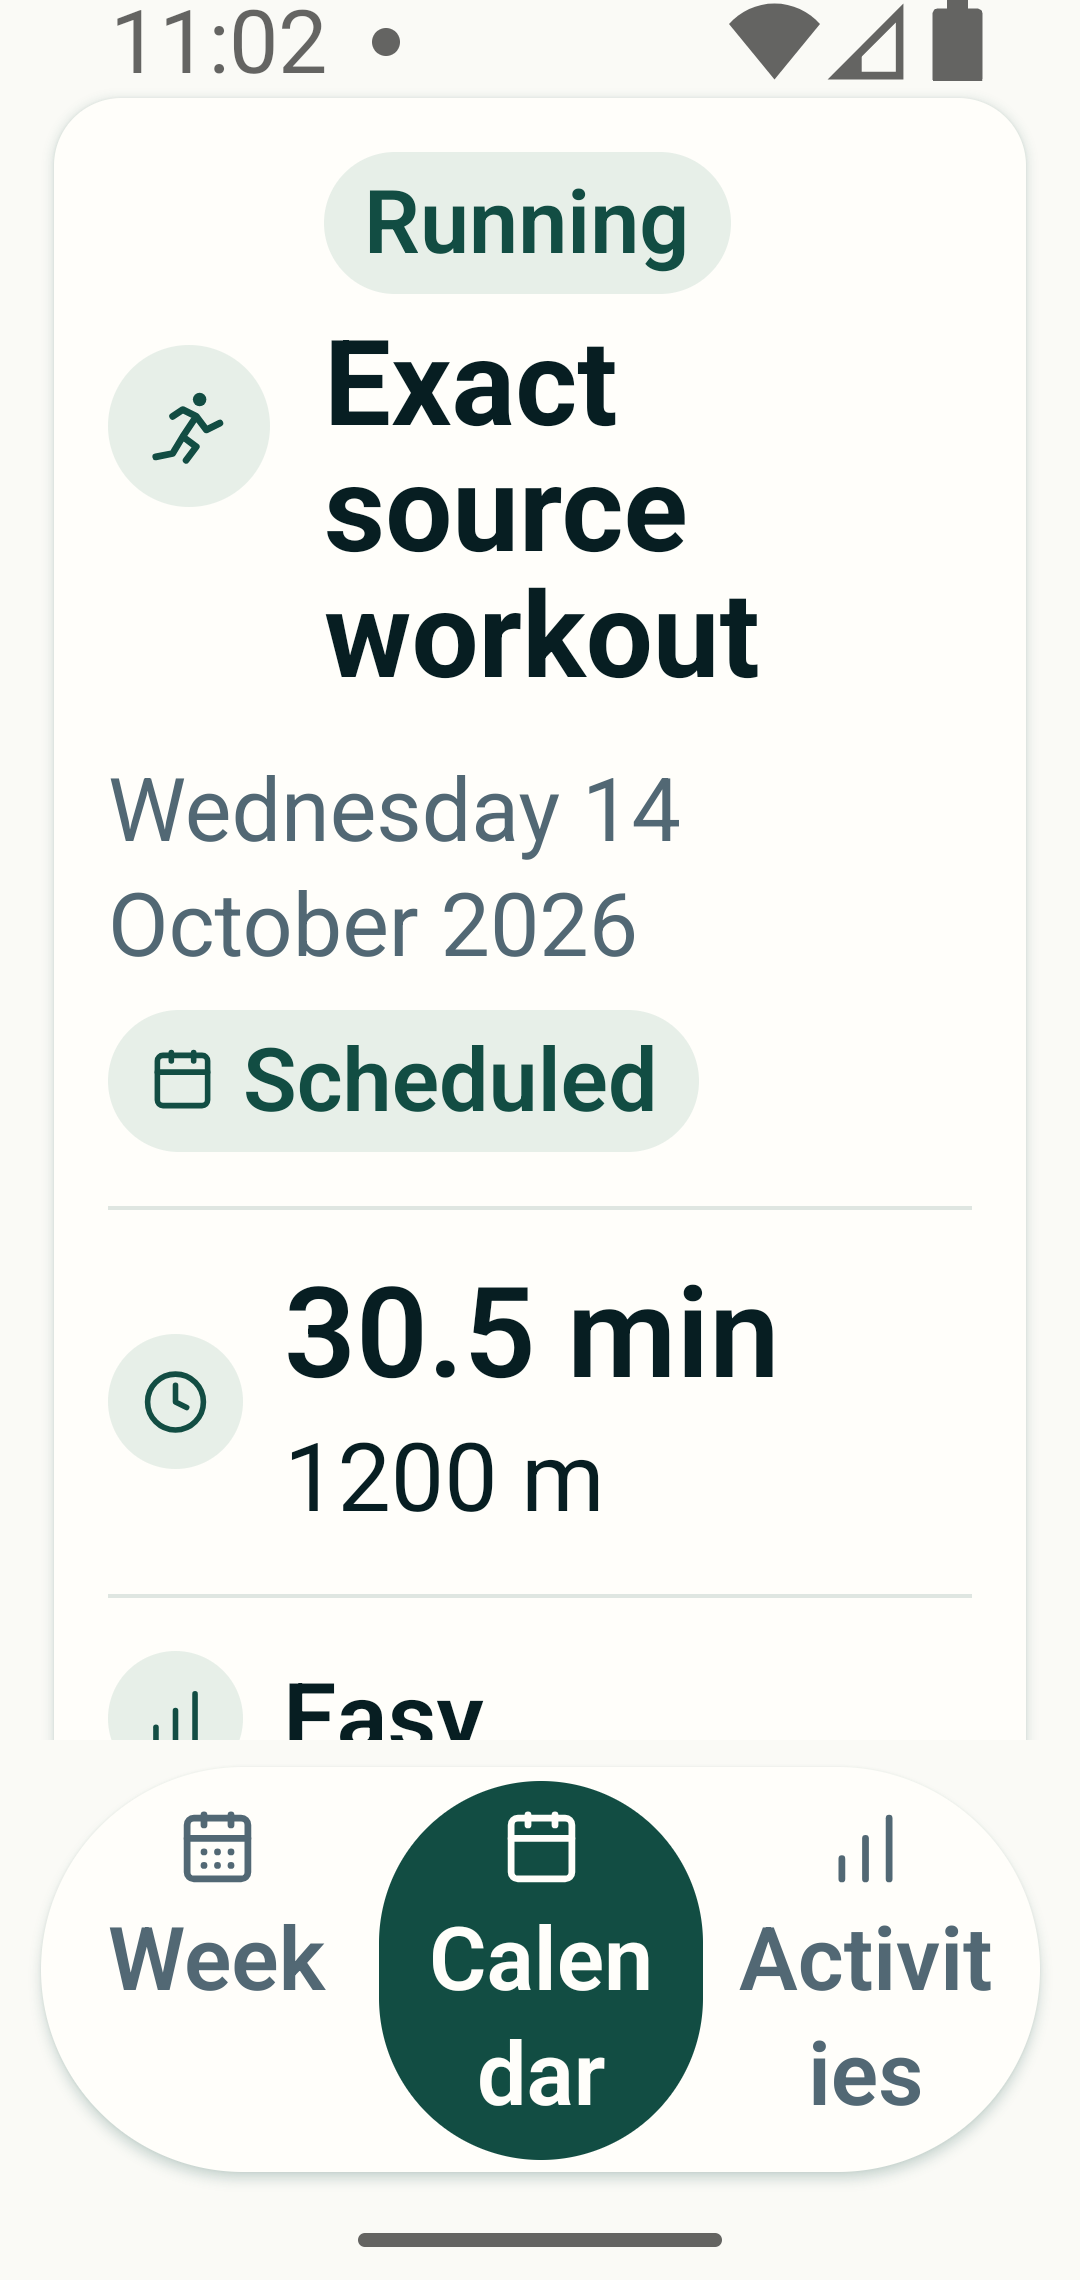 11:02
Running
Exact
source
workout
Wednesday 14
October 2026
Scheduled
30.5 min
1200 m
Easy
Week
Calen
dar
Activit
ies